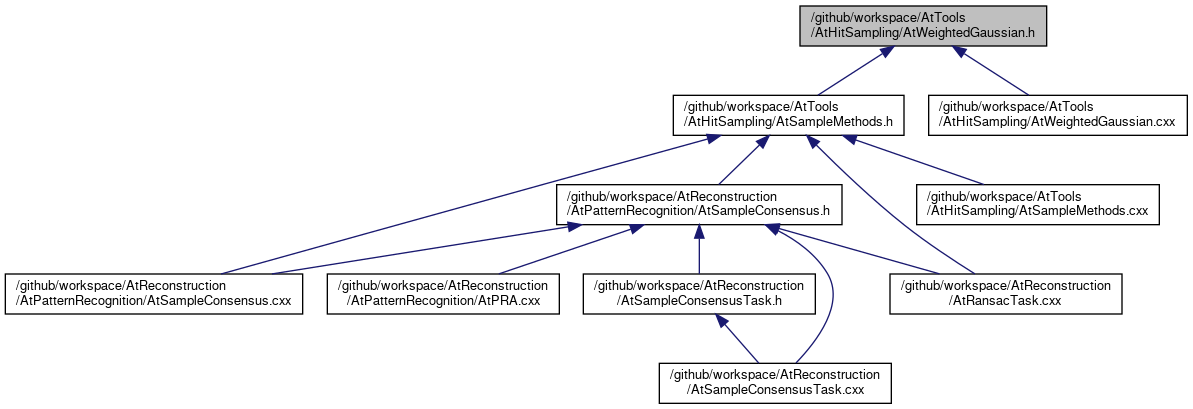 /github/workspace/AtTools
/AtHitSampling/AtWeightedGaussian.h
/github/workspace/AtTools
/AtHitSampling/AtSampleMethods.h
/github/workspace/AtTools
/AtHitSampling/AtWeightedGaussian.cxx
/github/workspace/AtReconstruction
/AtPatternRecognition/AtSampleConsensus.h
/github/workspace/AtTools
/AtHitSampling/AtSampleMethods.cxx
/github/workspace/AtReconstruction
/AtPatternRecognition/AtSampleConsensus.cxx
/github/workspace/AtReconstruction
/AtPatternRecognition/AtPRA.cxx
/github/workspace/AtReconstruction
/AtSampleConsensusTask.h
/github/workspace/AtReconstruction
/AtRansacTask.cxx
/github/workspace/AtReconstruction
/AtSampleConsensusTask.cxx